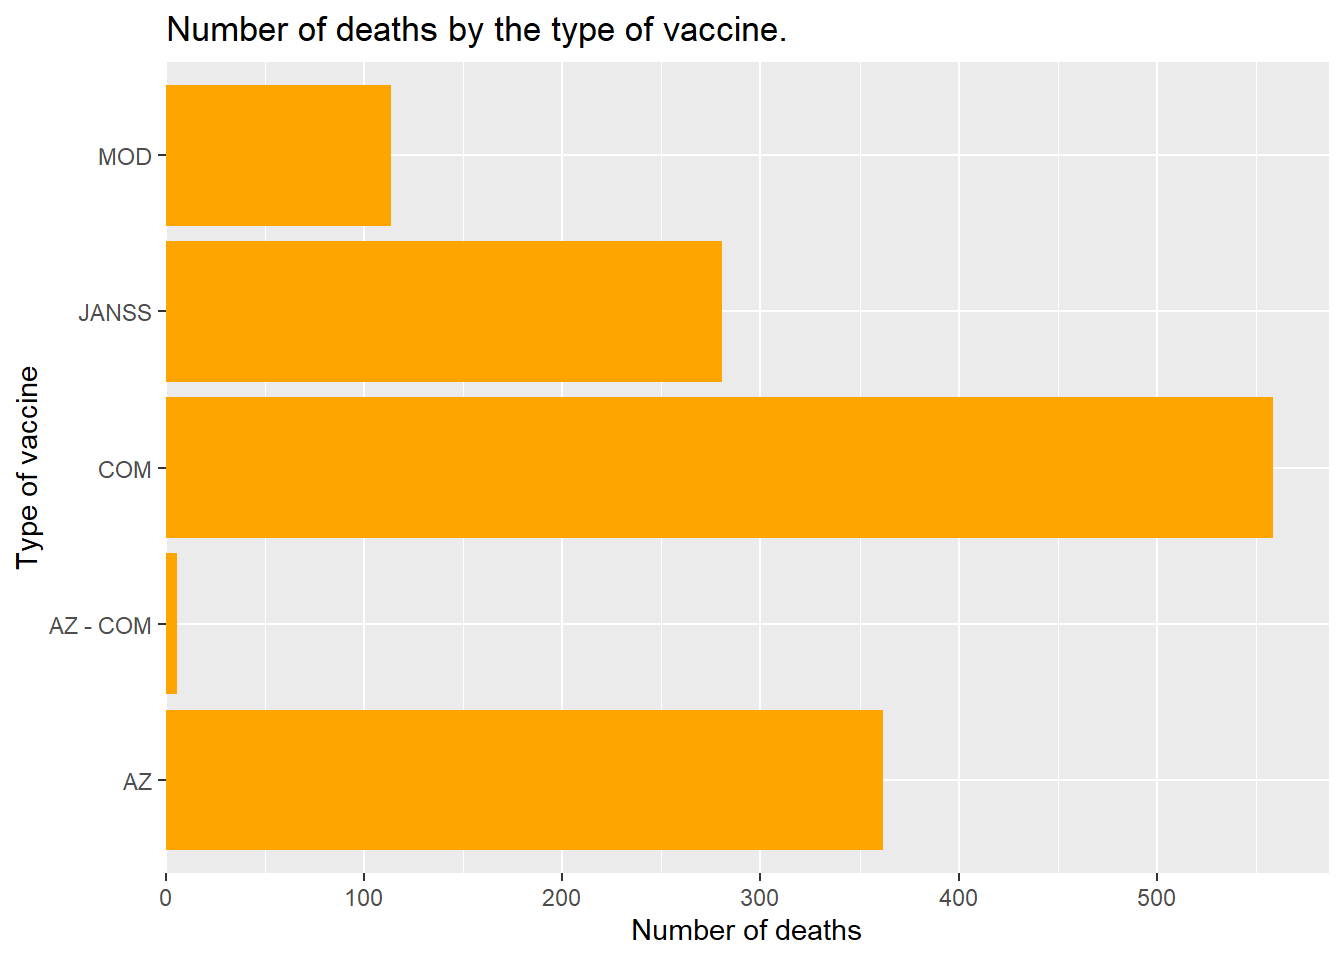 Number of deaths by the type of vaccine.
Type of vaccine
MOD
JANSS
COM
AZ - COM
AZ
0 100 200 300 400 500
Number of deaths